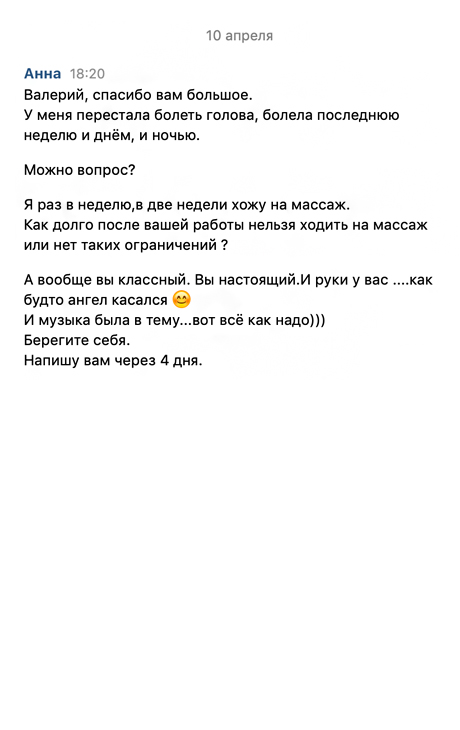 10 апреля
Анна 18:20
Валерий, спасибо вам большое.
У меня перестала болеть голова, болела последнюю
неделю и днём, и ночью.
Можно вопрос?
Я раз в неделю,в две недели хожу на массаж.
Как долго после вашей работы нельзя ходить на массаж
или нет таких ограничений ?
А вообще вы классный. Вы настоящий.И руки у вас ....как
будто ангел касался 😊
И музыка была в тему...вот всё как надо)))
Берегите себя.
Напишу вам через 4 дня.